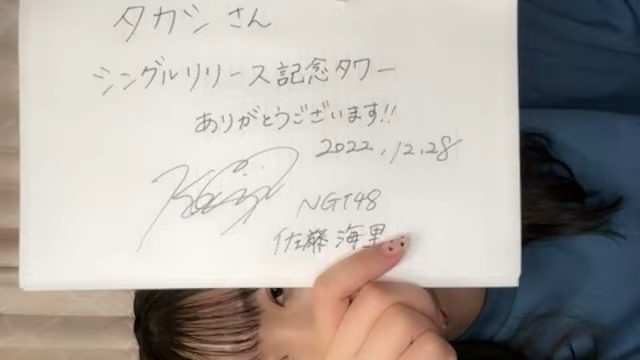 タカシさん
シングルリリース記念タワー
ありがとうございます!!
2022.12.28
NGT48
佐藤海里